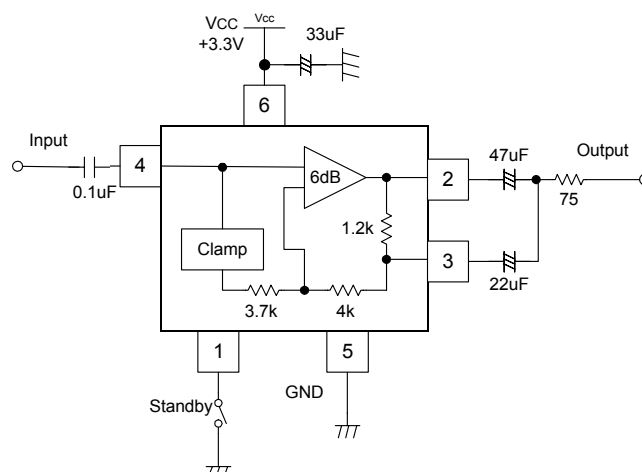 VCC
Vcc
+3.3V
33uF
6
Input
4
0.1uF
6dB
2
47uF
Output
75
1.2k
Clamp
3
22uF
3.7k
4k
1
5
GND
Standby